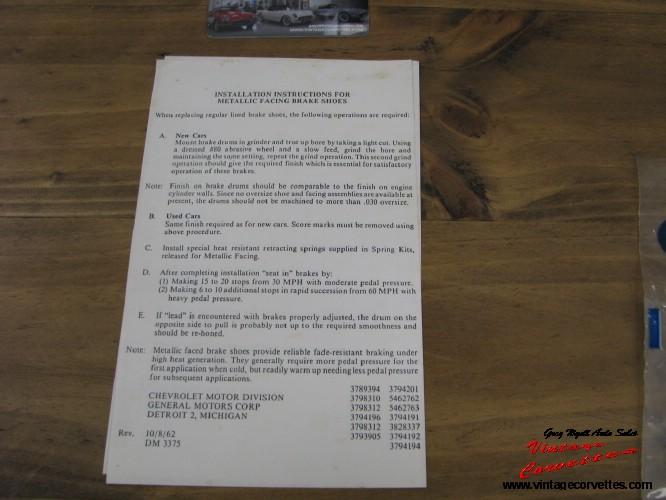 INSTALLATION INSTRUCTIONS FOR
METALLIC FACING BRAKE SHOES
When replacing regular lined brake shoes, the following operations are required:
A. New Cars
Mount brake drums in grinder and true up bore by taking a light cut. Using
a dressed #80 abrasive wheel and a slow feed, grind the bore and
maintaining the same setting, repeat the grind operation. This second grind
operation should give the required finish which is essential for satisfactory
operation of these brakes.
Note: Finish on brake drums should be comparable to the finish on engine
cylinder walls. Since no oversize shoe and facing assemblies are available at
present, the drums should not be machined to more than .030 oversize.
B. Used Cars
Same finish required as for new cars. Score marks must be removed using
above procedure.
C. Install special heat resistant retracting springs supplied in Spring Kits,
released for Metallic Facing.
D. After completing installation "seat in" brakes by:
(1) Making 15 to 20 stops from 30 MPH with moderate pedal pressure.
(2) Making 6 to 10 additional stops in rapid succession from 60 MPH with
heavy pedal pressure.
E. If "lead" is encountered with brakes properly adjusted, the drum on the
opposite side to pull is probably not up to the required smoothness and
should be re-honed.
Note: Metallic faced brake shoes provide reliable fade-resistant braking under
high heat generation. They generally require more pedal pressure for the
first application when cold, but readily warm up needing less pedal pressure
for subsequent applications.
CHEVROLET MOTOR DIVISION
GENERAL MOTORS CORP
DETROIT 2, MICHIGAN
Rev. 10/8/62
DM 3375
3789394 3794201
3798310 5462762
3798312 5462763
3794196 3794191
3798312 3828337
3793905 3794192
3794194
Greg Wyatt Auto Sales
Vintage
Corvettes
www.vintagecorvettes.com